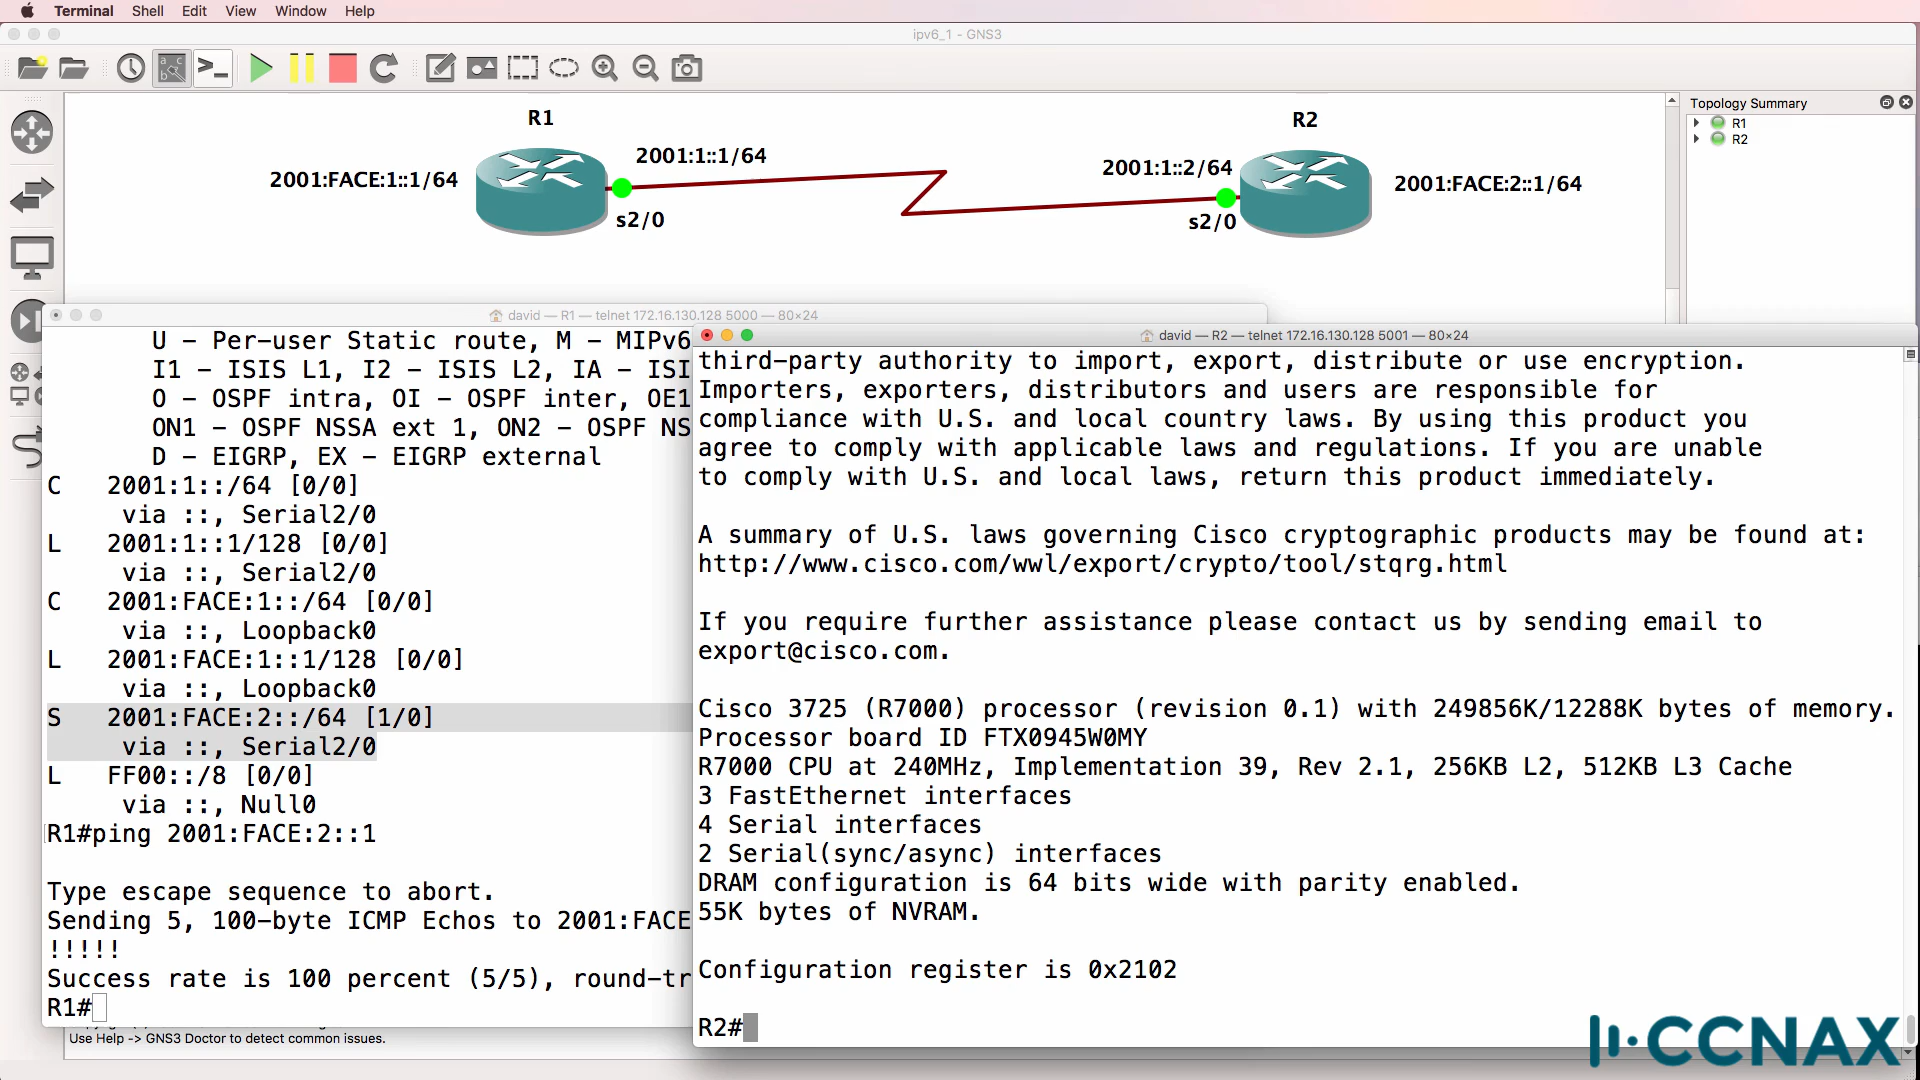 Terminal Shell Edit View Window Help
ipv6_1 - GNS3
Topology Summary
R1
R2
R1
R2
2001:1::1/64
2001:FACE:1::1/64
s2/0
2001:1::2/64
2001:FACE:2::1/64
s2/0
david — R1 — telnet 172.16.130.128 5000 — 80×24
U - Per-user Static route, M - MIPv6
I1 - ISIS L1, I2 - ISIS L2, IA - ISI
O - OSPF intra, OI - OSPF inter, OE1
ON1 - OSPF NSSA ext 1, ON2 - OSPF NS
D - EIGRP, EX - EIGRP external
C 2001:1::/64 [0/0]
via ::, Serial2/0
L 2001:1::1/128 [0/0]
via ::, Serial2/0
C 2001:FACE:1::/64 [0/0]
via ::, Loopback0
L 2001:FACE:1::1/128 [0/0]
via ::, Loopback0
S 2001:FACE:2::/64 [1/0]
via ::, Serial2/0
L FF00::/8 [0/0]
via ::, Null0
R1#ping 2001:FACE:2::1
Type escape sequence to abort.
Sending 5, 100-byte ICMP Echos to 2001:FACE
!!!!!
Success rate is 100 percent (5/5), round-tr
R1#
Use Help -> GNS3 Doctor to detect common issues.
david — R2 — telnet 172.16.130.128 5001 — 80×24
third-party authority to import, export, distribute or use encryption.
Importers, exporters, distributors and users are responsible for
compliance with U.S. and local country laws. By using this product you
agree to comply with applicable laws and regulations. If you are unable
to comply with U.S. and local laws, return this product immediately.
A summary of U.S. laws governing Cisco cryptographic products may be found at:
http://www.cisco.com/wwl/export/crypto/tool/stqrg.html
If you require further assistance please contact us by sending email to
export@cisco.com.
Cisco 3725 (R7000) processor (revision 0.1) with 249856K/12288K bytes of memory.
Processor board ID FTX0945W0MY
R7000 CPU at 240MHz, Implementation 39, Rev 2.1, 256KB L2, 512KB L3 Cache
3 FastEthernet interfaces
4 Serial interfaces
2 Serial(sync/async) interfaces
DRAM configuration is 64 bits wide with parity enabled.
55K bytes of NVRAM.
Configuration register is 0x2102
R2#
CCNAX